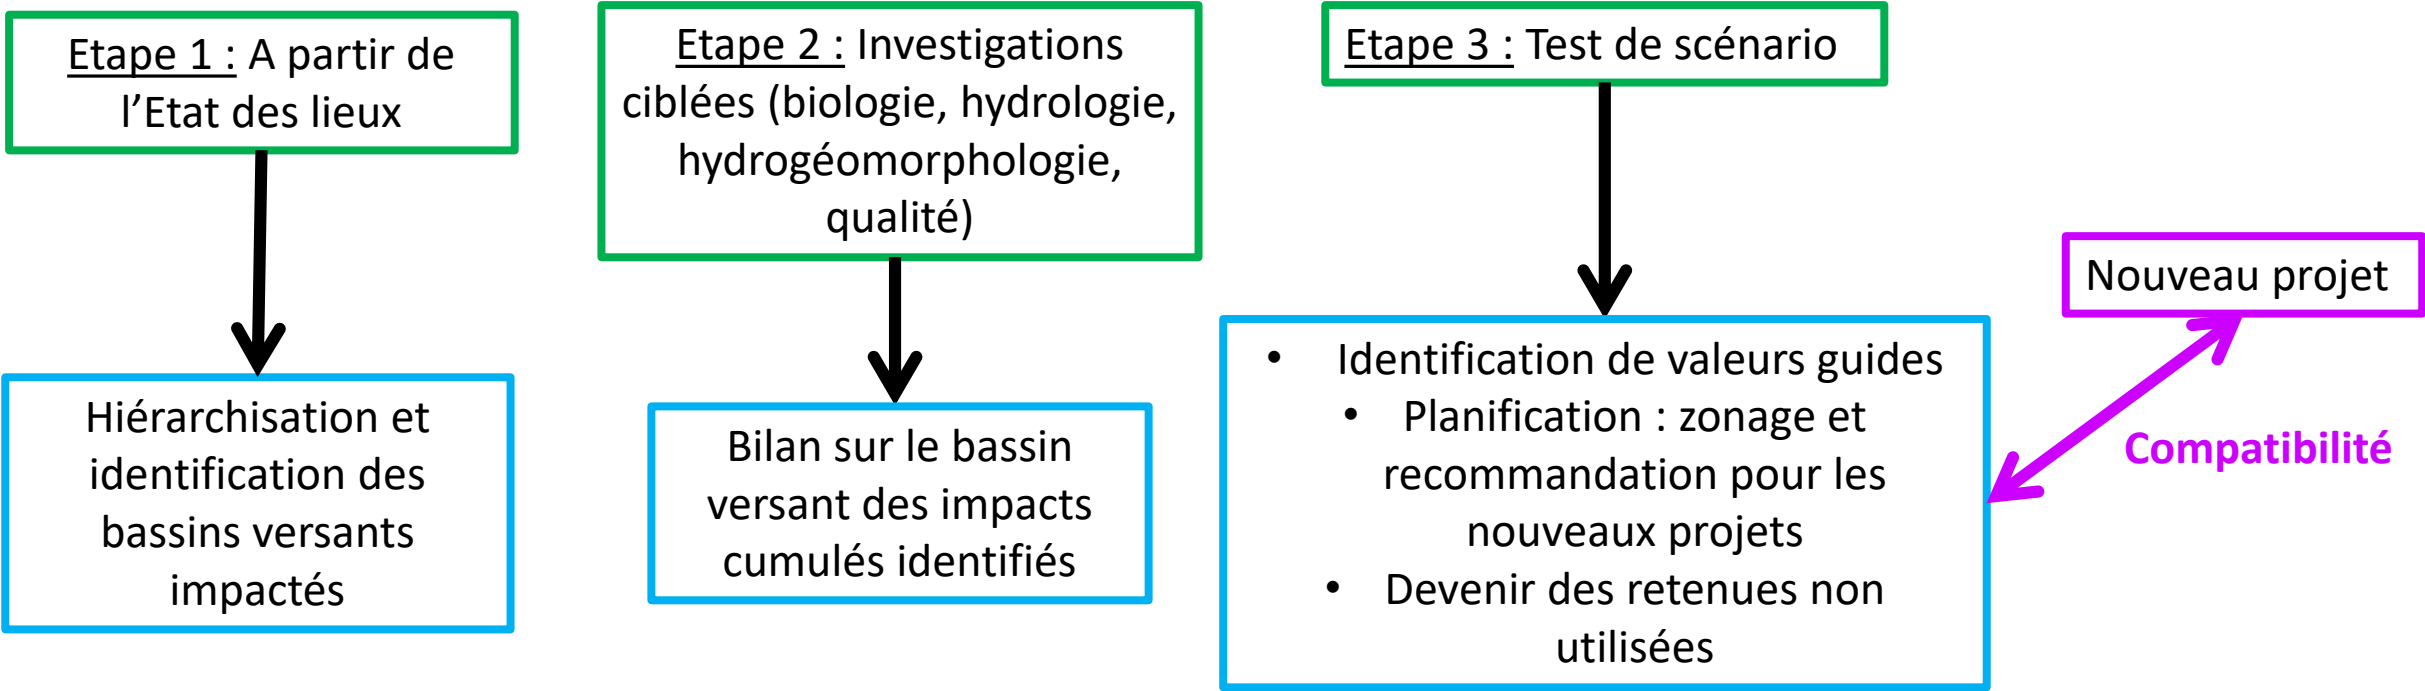 Etape 1 : A partir de
l’Etat des lieux
Hiérarchisation et
identification des
bassins versants
impactés
Etape 2 : Investigations
ciblées (biologie, hydrologie,
hydrogéomorphologie,
qualité)
Bilan sur le bassin
versant des impacts
cumulés identifiés
Etape 3 : Test de scénario
• Identification de valeurs guides
• Planification : zonage et
recommandation pour les
nouveaux projets
• Devenir des retenues non
utilisées
Nouveau projet
Compatibilité